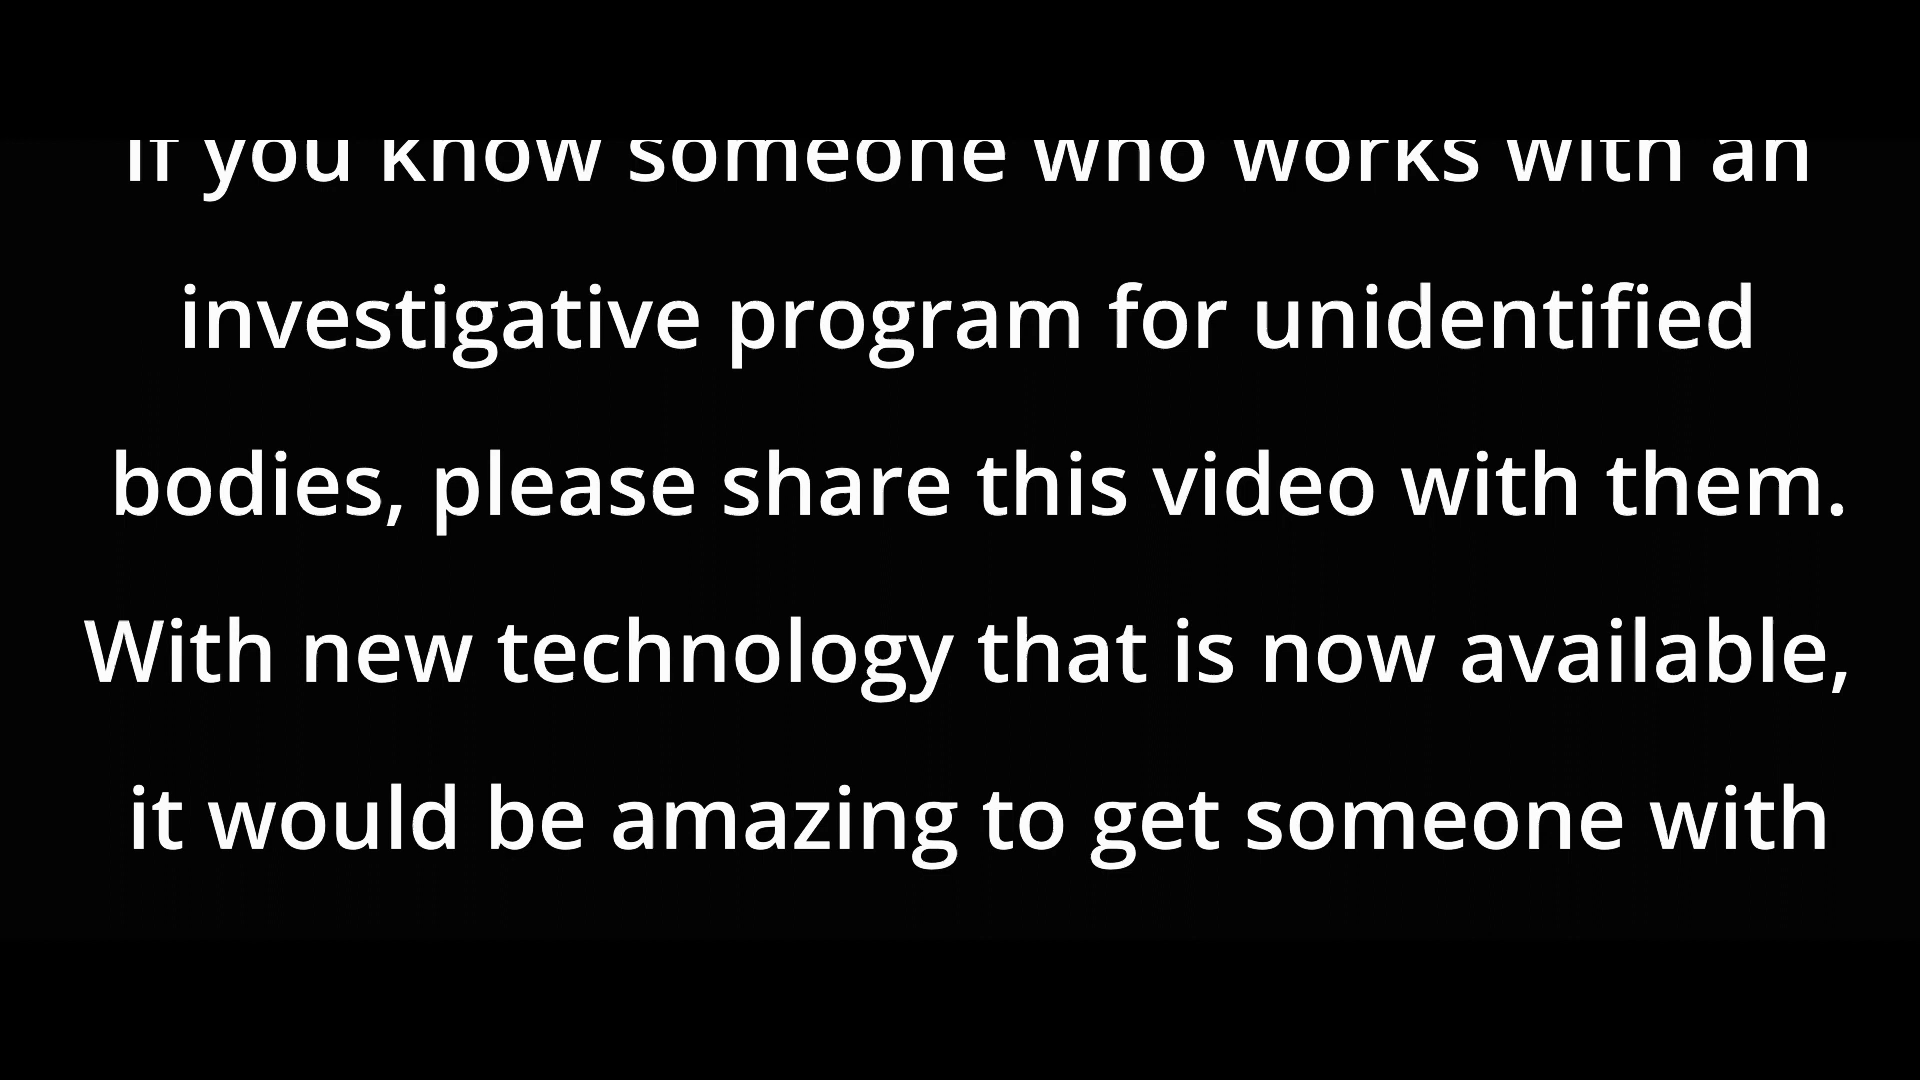 If you know someone who works with an
investigative program for unidentified
bodies, please share this video with them.
With new technology that is now available,
it would be amazing to get someone with